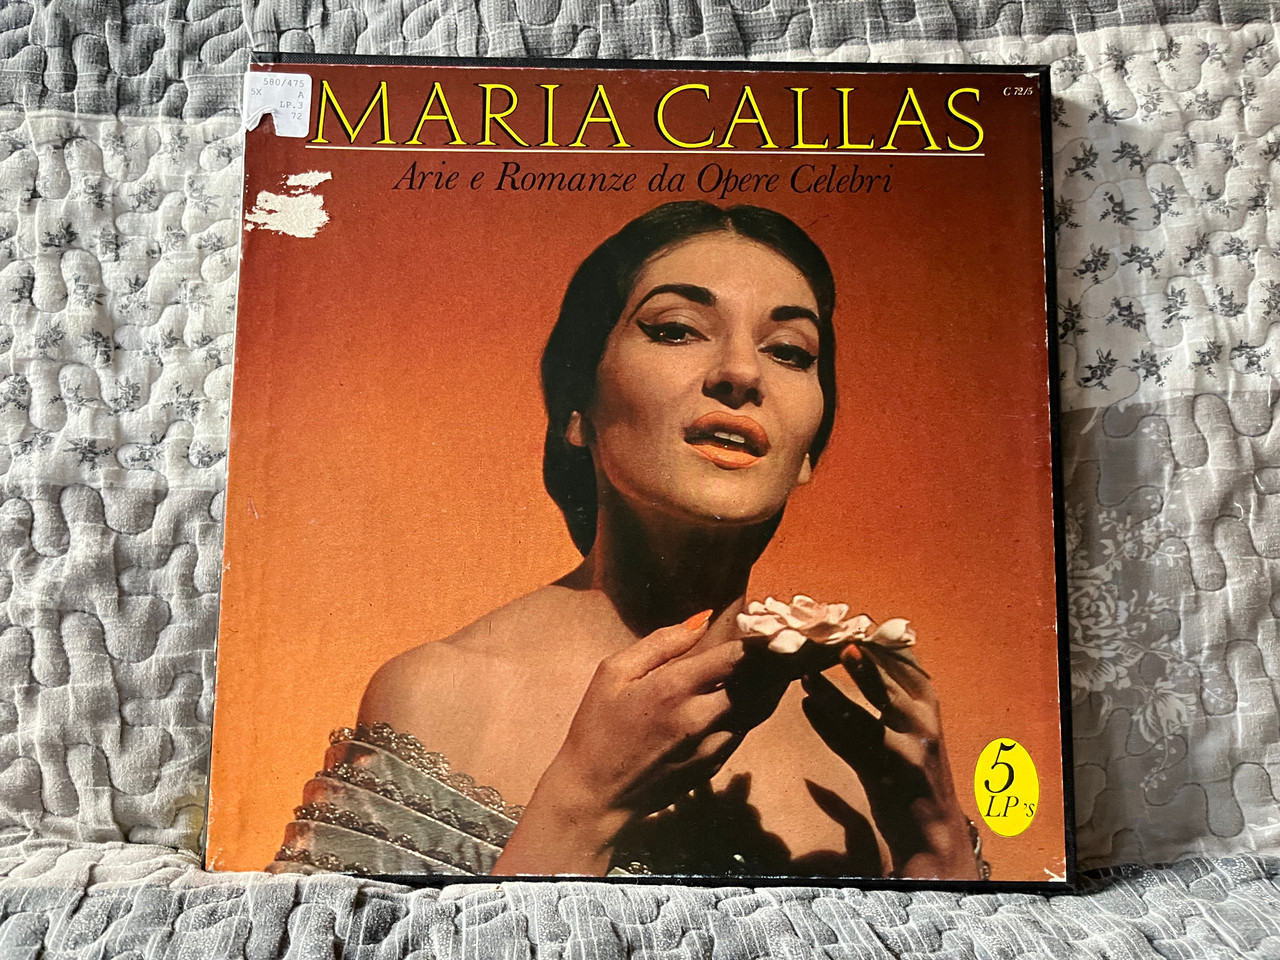 580/475
5X A
LP.3
72
MARIA CALLAS
C 72/5
Arie e Romanze da Opere Celebri
5
LP's